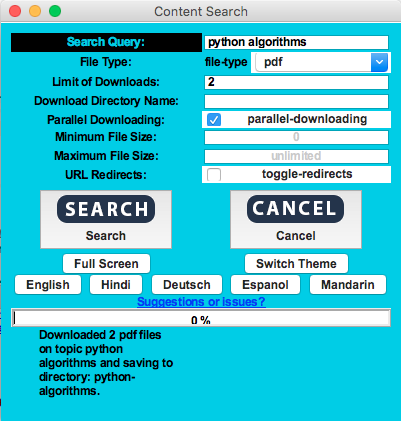 Content Search
Search Query: python algorithms
File Type: file-type pdf
Limit of Downloads: 2
Download Directory Name:
Parallel Downloading: parallel-downloading
Minimum File Size: 0
Maximum File Size: unlimited
URL Redirects: toggle-redirects
SEARCH CANCEL
Search Cancel
Full Screen Switch Theme
English Hindi Deutsch Espanol Mandarin
Suggestions or issues?
0 %
Downloaded 2 pdf files
on topic python
algorithms and saving to
directory: python-
algorithms.